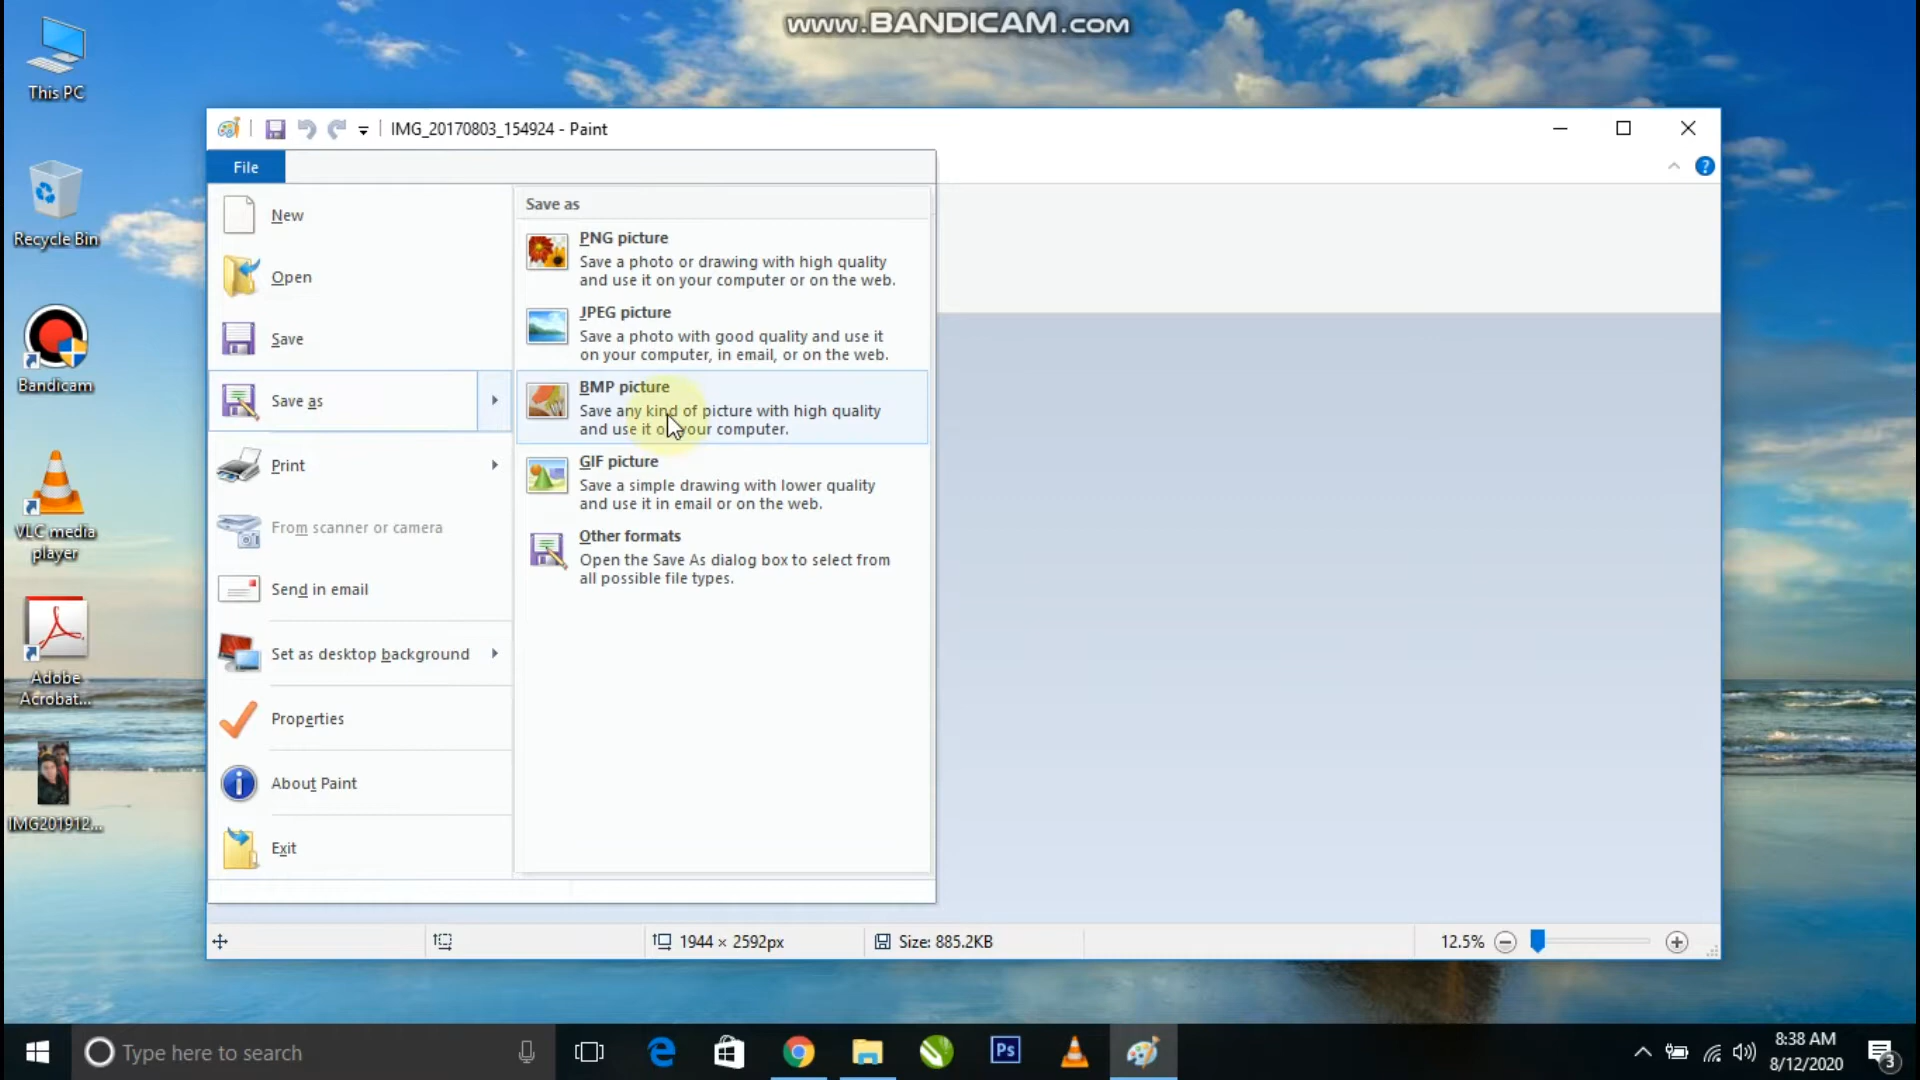 www.BANDICAM.com
This PC
Recycle Bin
Bandicam
VLC media
player
Adobe
Acrobat...
IMG201912...
IMG_20170803_154924 - Paint
File
New
Open
Save
Save as
Print
From scanner or camera
Send in email
Set as desktop background
Properties
About Paint
Exit
Save as
PNG picture
Save a photo or drawing with high quality
and use it on your computer or on the web.
JPEG picture
Save a photo with good quality and use it
on your computer, in email, or on the web.
BMP picture
Save any kind of picture with high quality
and use it on your computer.
GIF picture
Save a simple drawing with lower quality
and use it in email or on the web.
Other formats
Open the Save As dialog box to select from
all possible file types.
1944 × 2592px
Size: 885.2KB
12.5%
Type here to search
Ps
8:38 AM
8/12/2020
3